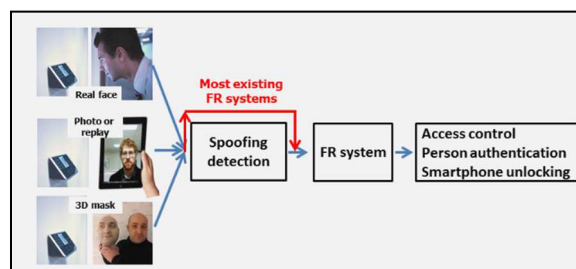 Real face
Photo or
replay
3D mask
Most existing
FR systems
Spoofing
detection
FR system
Access control
Person authentication
Smartphone unlocking